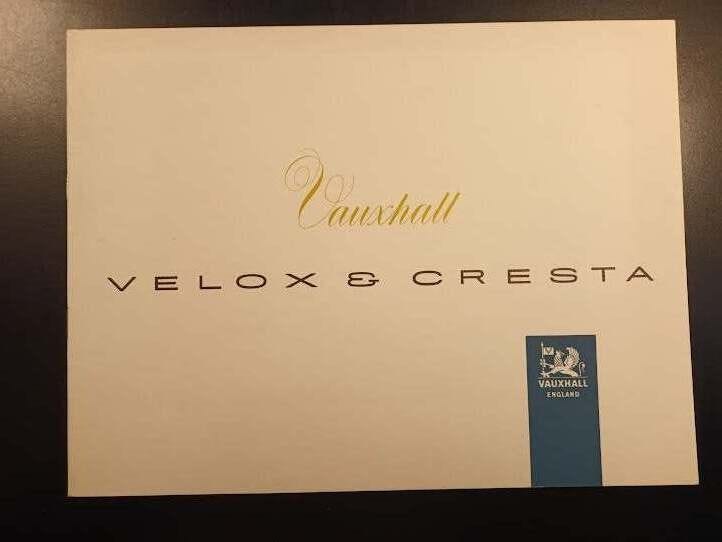 Vauxhall
VELOX & CRESTA
V
VAUXHALL
ENGLAND